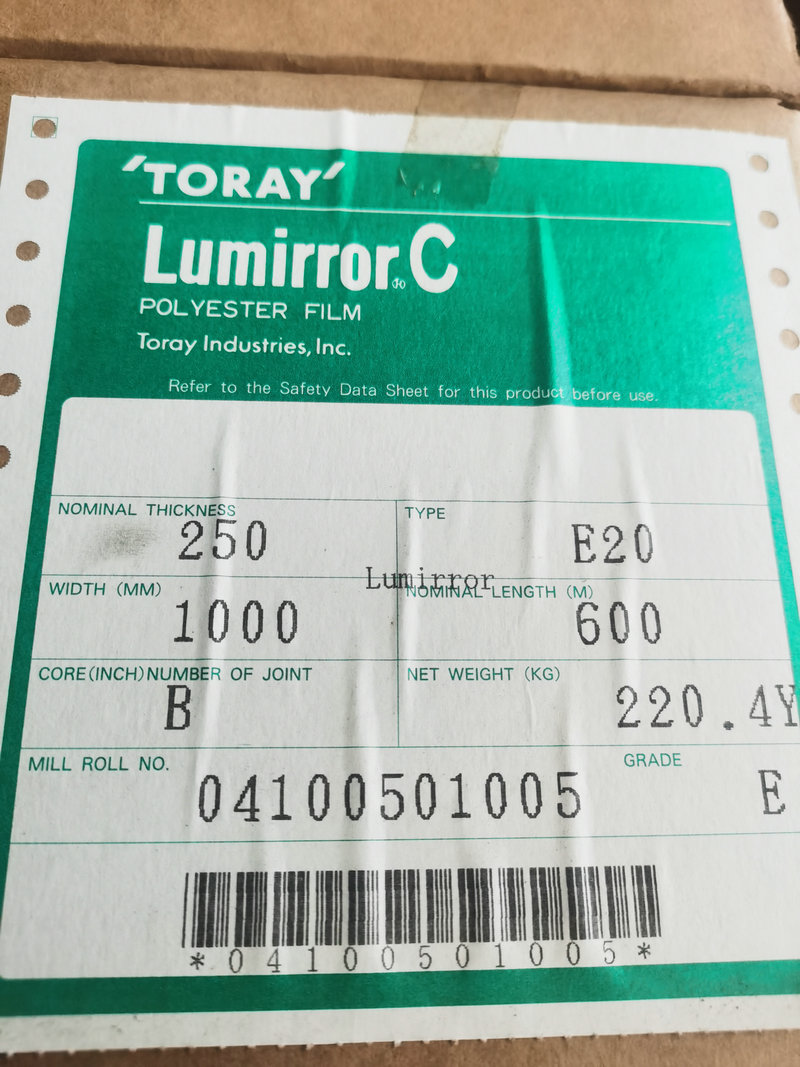 'TORAY'
Lumirror® C
POLYESTER FILM
Toray Industries, Inc.
Refer to the Safety Data Sheet for this product before use.
NOMINAL THICKNESS
250
TYPE
E20
Lumirror
WIDTH (MM)
1000
NOMINAL LENGTH (M)
600
CORE(INCH)NUMBER OF JOINT
B
NET WEIGHT (KG)
220.4Y
MILL ROLL NO.
04100501005
GRADE
E
*04100501005*